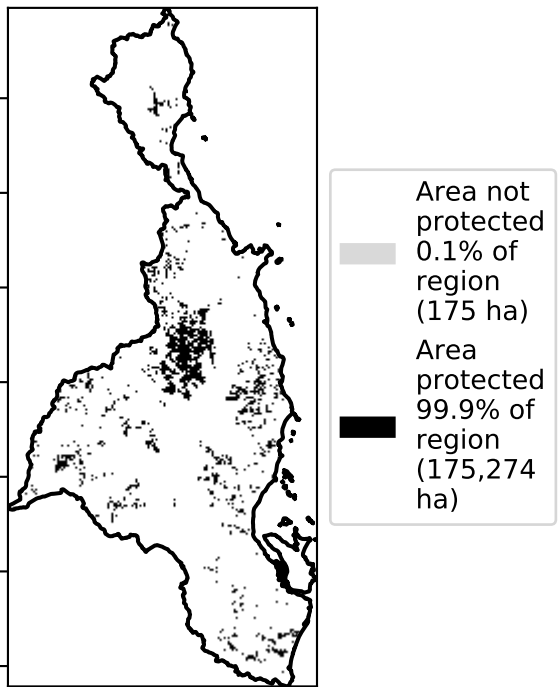 Area not
protected
0.1% of
region
(175 ha)
Area
protected
99.9% of
region
(175,274
ha)